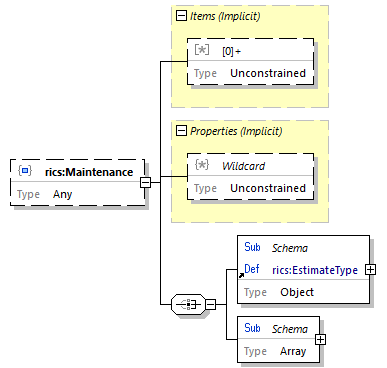 Items (Implicit)
[*] [0]+
Type Unconstrained
Properties (Implicit)
{*} Wildcard
Type Unconstrained
rics:Maintenance
Type Any
Sub Schema
Def rics:EstimateType
Type Object
Sub Schema
Type Array